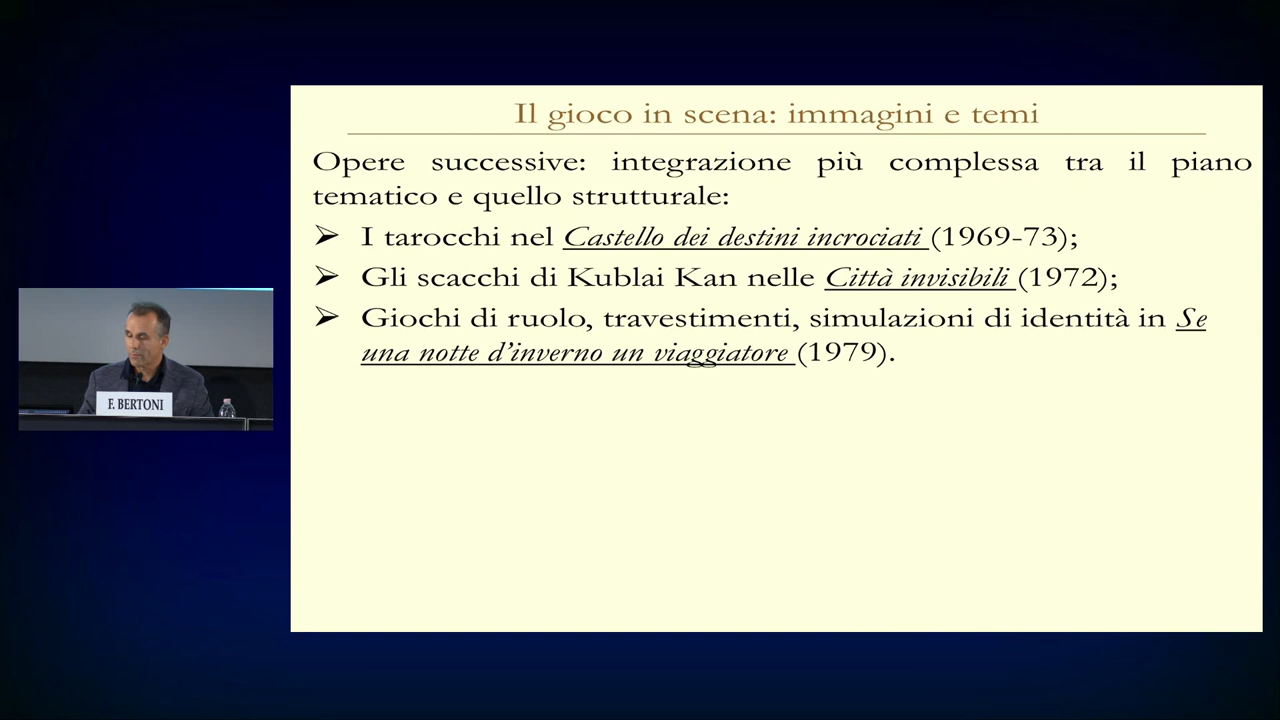 Il gioco in scena: immagini e temi
Opere successive: integrazione più complessa tra il piano
tematico e quello strutturale:
➢ I tarocchi nel Castello dei destini incrociati (1969-73);
➢ Gli scacchi di Kublai Kan nelle Città invisibili (1972);
➢ Giochi di ruolo, travestimenti, simulazioni di identità in Se
una notte d’inverno un viaggiatore (1979).
F. BERTONI